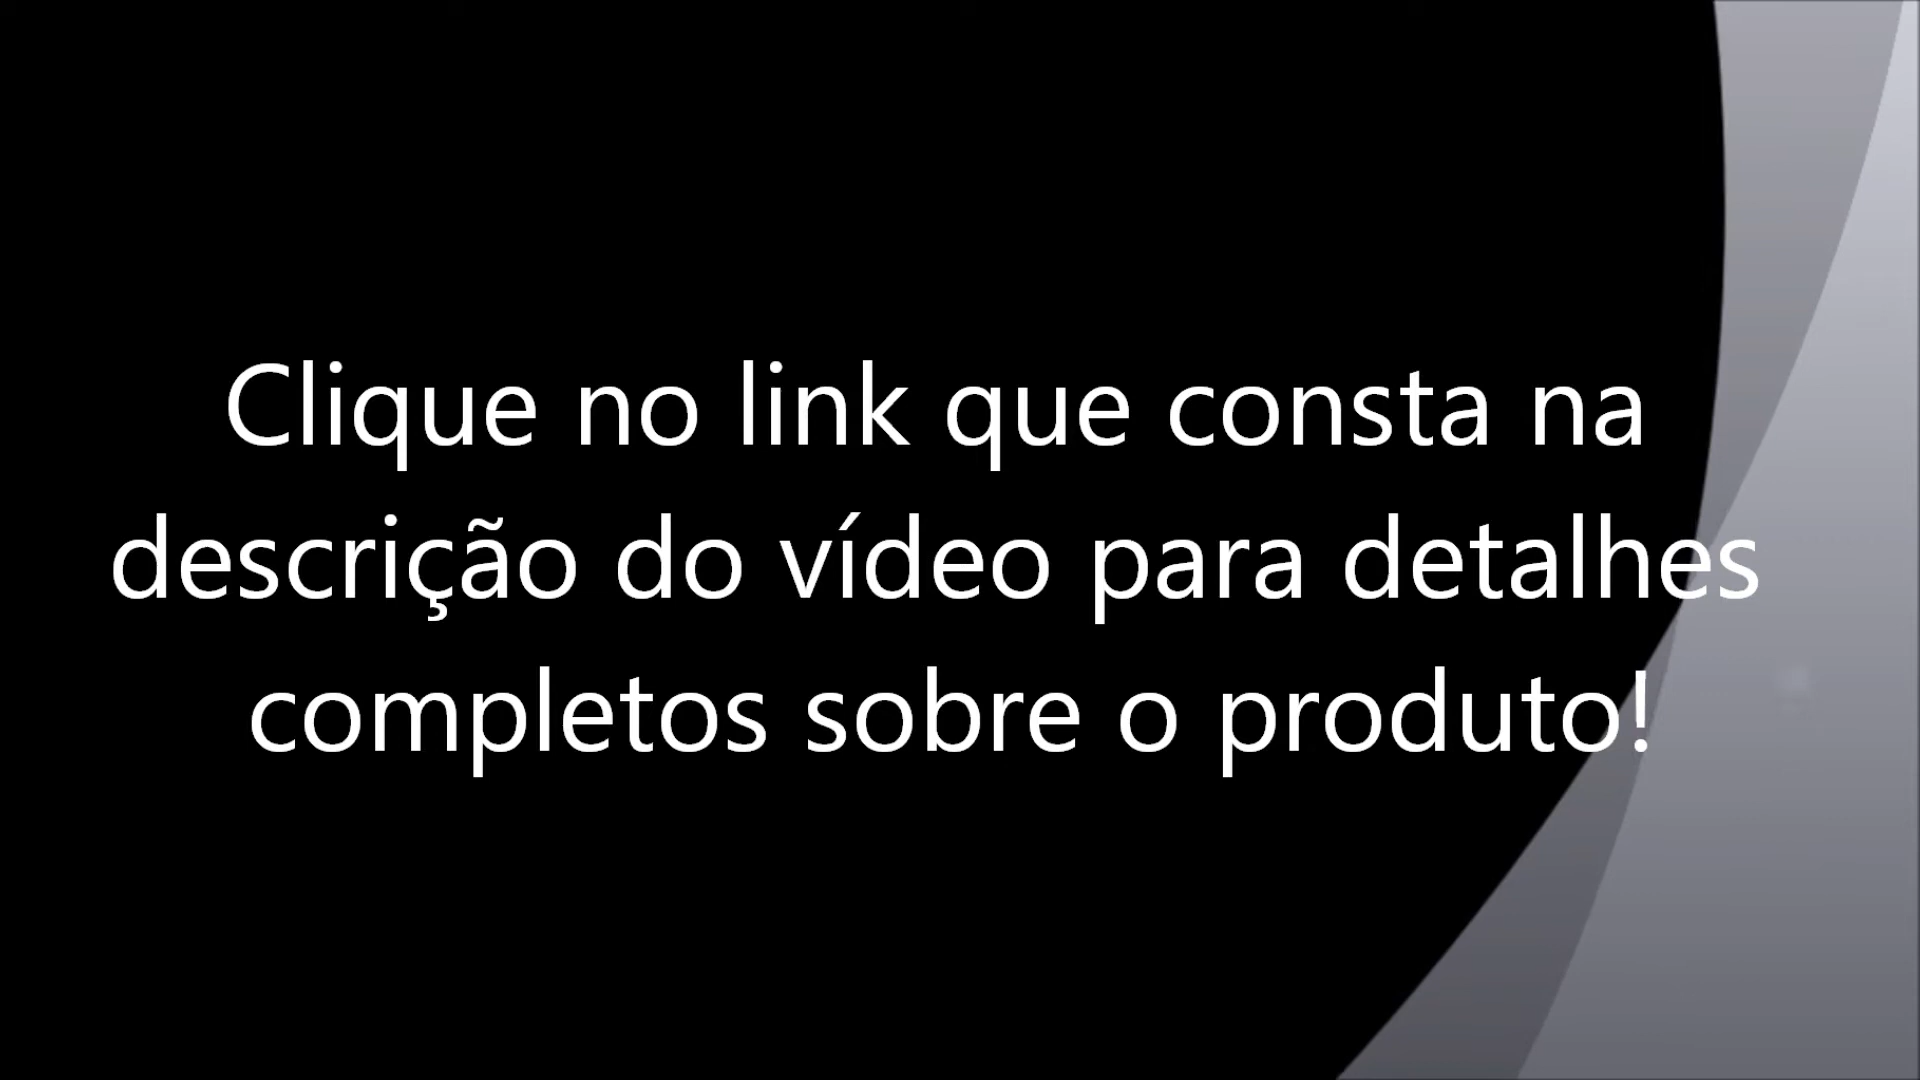 Clique no link que consta na
descrição do vídeo para detalhes
completos sobre o produto!